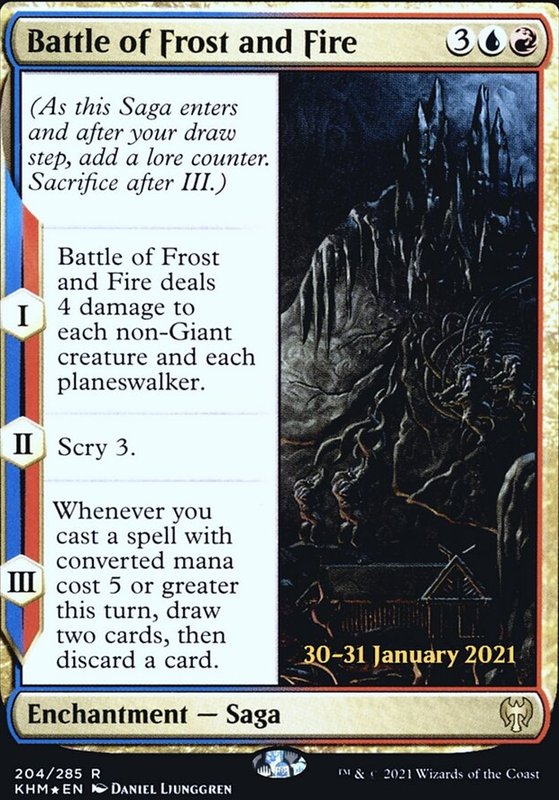 Battle of Frost and Fire 3
(As this Saga enters
and after your draw
step, add a lore counter.
Sacrifice after III.)
I
Battle of Frost
and Fire deals
4 damage to
each non-Giant
creature and each
planeswalker.
II
Scry 3.
III
Whenever you
cast a spell with
converted mana
cost 5 or greater
this turn, draw
two cards, then
discard a card.
30–31 January 2021
Enchantment — Saga
204/285 R
KHM★EN Daniel Ljunggren
™ & © 2021 Wizards of the Coast